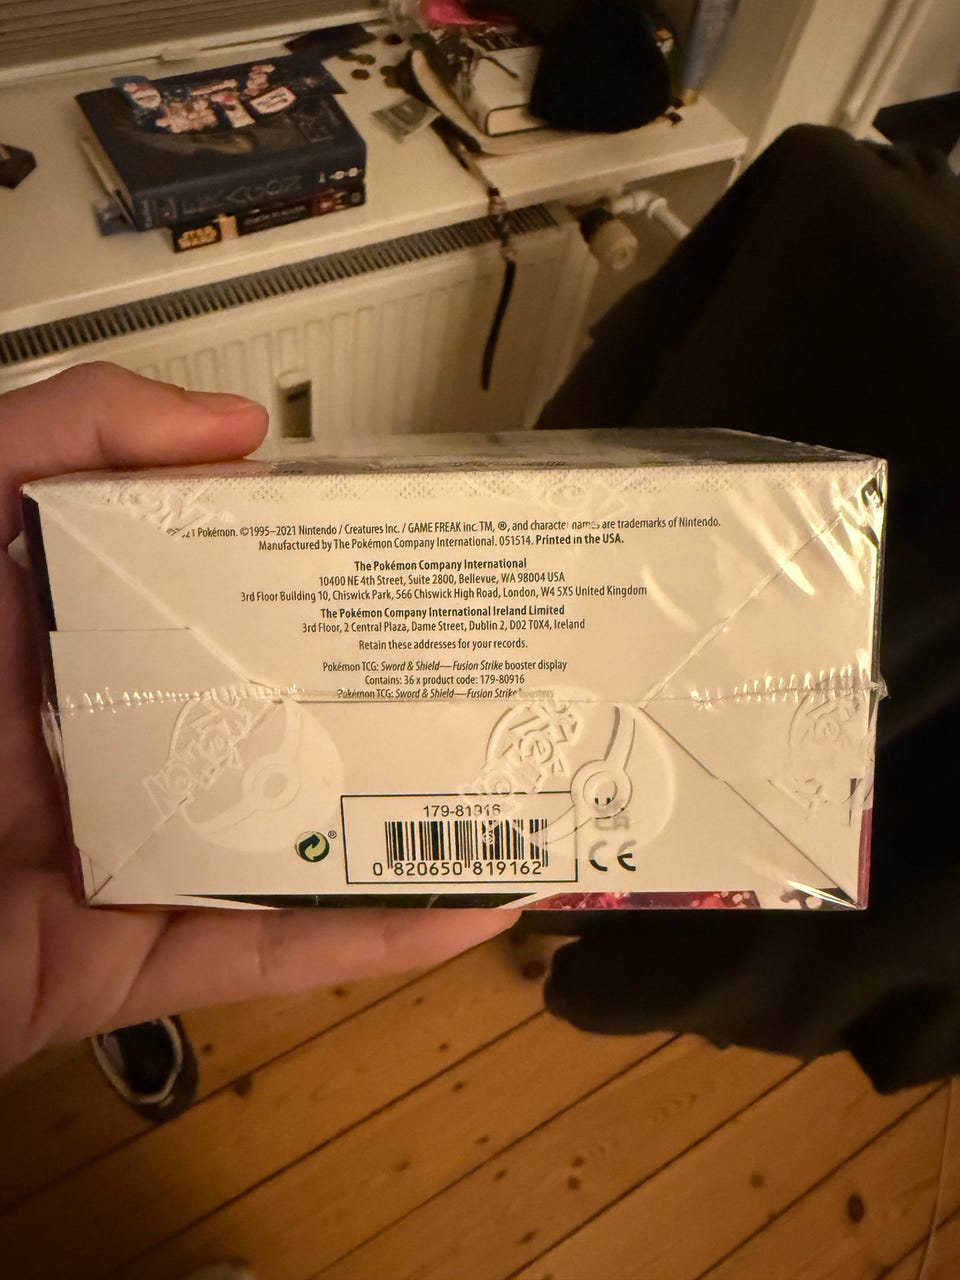 STAR WARS
Pokémon. ©1995–2021 Nintendo / Creatures Inc. / GAME FREAK inc. TM, ®, and character names are trademarks of Nintendo.
Manufactured by The Pokémon Company International. 051514. Printed in the USA.
The Pokémon Company International
10400 NE 4th Street, Suite 2800, Bellevue, WA 98004 USA
3rd Floor Building 10, Chiswick Park, 566 Chiswick High Road, London, W4 5XS United Kingdom
The Pokémon Company International Ireland Limited
3rd Floor, 2 Central Plaza, Dame Street, Dublin 2, D02 T0X4, Ireland
Retain these addresses for your records.
Pokémon TCG: Sword & Shield—Fusion Strike booster display
Contains: 36 x product code: 179-80916
Pokémon TCG: Sword & Shield—Fusion Strike boosters
179-81916
0 820650 819162
®
UK
CA
CE